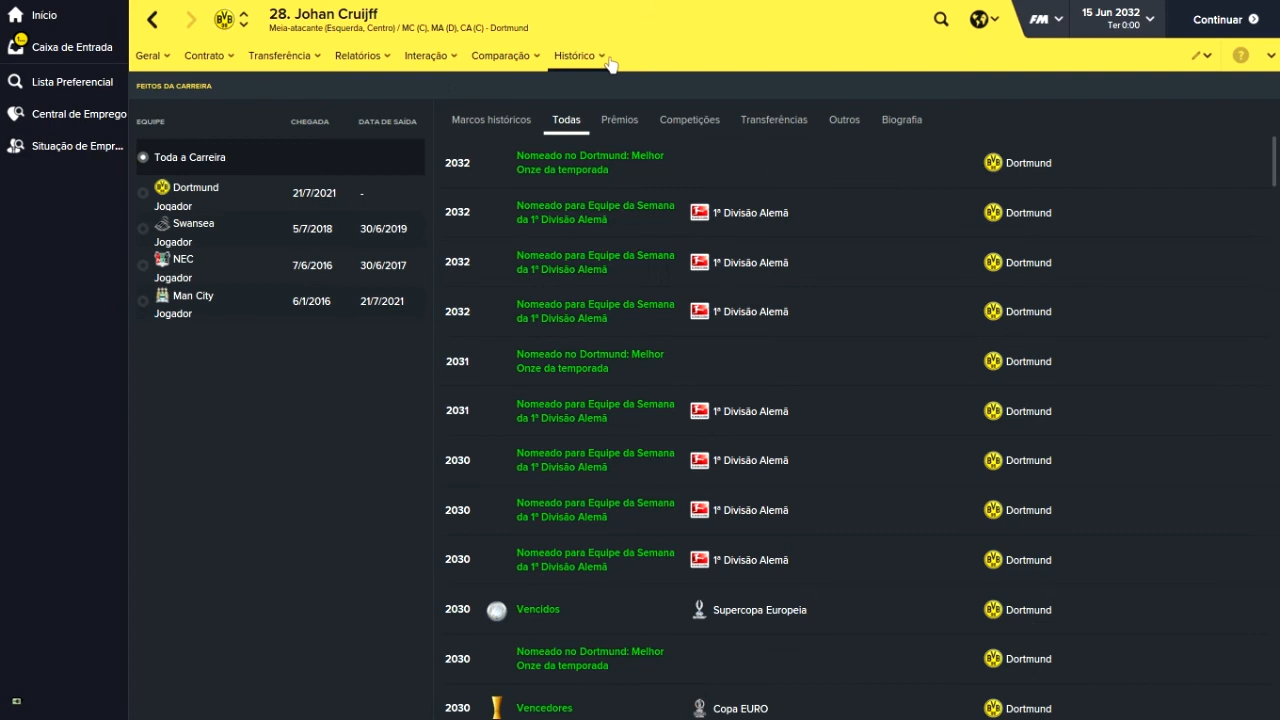 Início
Caixa de Entrada
Lista Preferencial
Central de Emprego
Situação de Empr...
28. Johan Cruijff
Meia-atacante (Esquerda, Centro) / MC (C), MA (D), CA (C) - Dortmund
FM
15 Jun 2032
Ter 0:00
Continuar
Geral
Contrato
Transferência
Relatórios
Interação
Comparação
Histórico
?
FEITOS DA CARREIRA
EQUIPE CHEGADA DATA DE SAÍDA
Toda a Carreira
Dortmund 21/7/2021 -
Jogador
Swansea 5/7/2018 30/6/2019
Jogador
NEC 7/6/2016 30/6/2017
Jogador
Man City 6/1/2016 21/7/2021
Jogador
Marcos históricos Todas Prêmios Competições Transferências Outros Biografia
2032 Nomeado no Dortmund: Melhor Onze da temporada Dortmund
2032 Nomeado para Equipe da Semana da 1ª Divisão Alemã 1ª Divisão Alemã Dortmund
2032 Nomeado para Equipe da Semana da 1ª Divisão Alemã 1ª Divisão Alemã Dortmund
2032 Nomeado para Equipe da Semana da 1ª Divisão Alemã 1ª Divisão Alemã Dortmund
2031 Nomeado no Dortmund: Melhor Onze da temporada Dortmund
2031 Nomeado para Equipe da Semana da 1ª Divisão Alemã 1ª Divisão Alemã Dortmund
2030 Nomeado para Equipe da Semana da 1ª Divisão Alemã 1ª Divisão Alemã Dortmund
2030 Nomeado para Equipe da Semana da 1ª Divisão Alemã 1ª Divisão Alemã Dortmund
2030 Nomeado para Equipe da Semana da 1ª Divisão Alemã 1ª Divisão Alemã Dortmund
2030 Vencidos Supercopa Europeia Dortmund
2030 Nomeado no Dortmund: Melhor Onze da temporada Dortmund
2030 Vencedores Copa EURO Dortmund